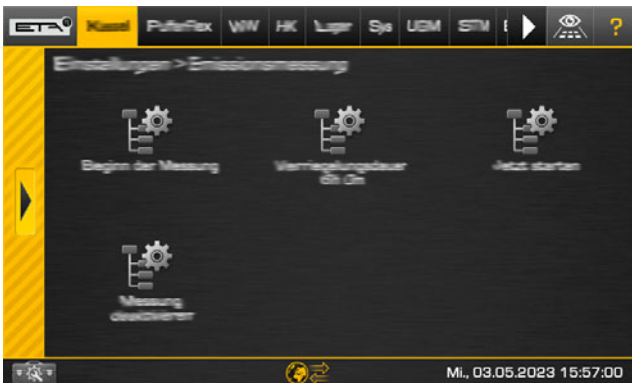 ETA Kessel PufferFlex WW HK Lager Sys UBM STM ?
Einstellungen > Emissionsmessung
Beginn der Messung
Verriegelungsdauer
6h 0m
Jetzt starten
Messung
deaktivieren
Mi., 03.05.2023 15:57:00